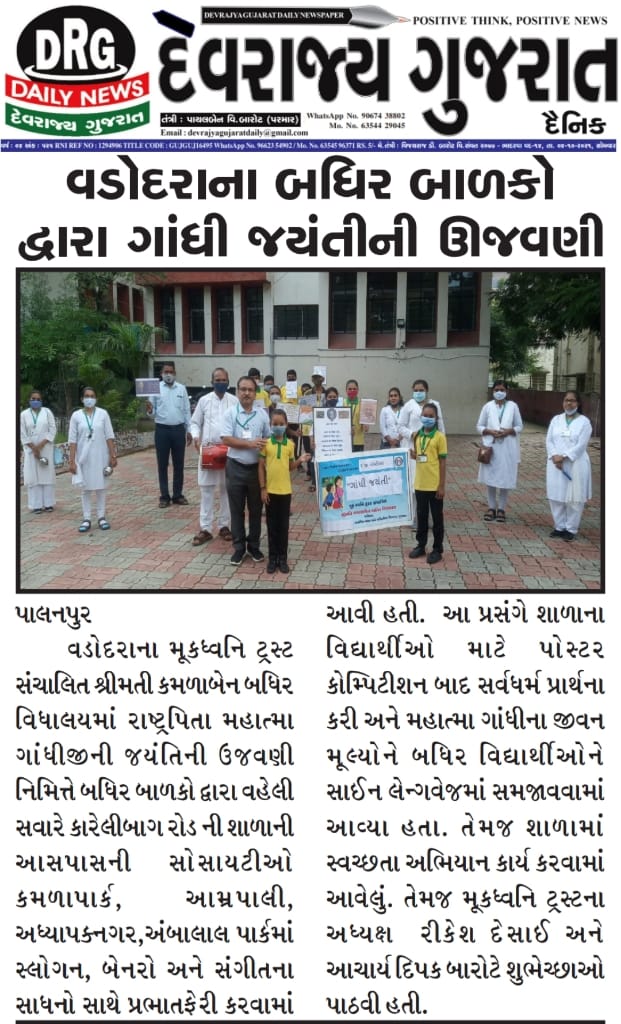 DEVRAJYAGUJARATDAILY NEWSPAPER
POSITIVE THINK, POSITIVE NEWS
DRG
DAILY NEWS
દેવરાજ્ય ગુજરાત
દેવરાજ્ય ગુજરાત
દૈનિક
તંત્રી : પાયલબેન વિ.બારોટ (પરમાર)
Email : devrajyagujaratdaily@gmail.com
WhatsApp No. 90674 38802
Mo. No. 63544 29045
RNI REF NO : 1294906 TITLE CODE : GUJGUJ16495 WhatsApp No. 96623 54902 / Mo. No. 63545 96371 RS. 5/-
વડોદરાના બધિર બાળકો
દ્વારા ગાંધી જયંતીની ઊજવણી
"ગાંધી જયંતી"
પાલનપુર
વડોદરાના મૂકધ્વનિ ટ્રસ્ટ
સંચાલિત શ્રીમતી કમળાબેન બધિર
વિદ્યાલયમાં રાષ્ટ્રપિતા મહાત્મા
ગાંધીજીની જયંતિની ઉજવણી
નિમિત્તે બધિર બાળકો દ્વારા વહેલી
સવારે કારેલીબાગ રોડ ની શાળાની
આસપાસની સોસાયટીઓ
કમળાપાર્ક, આમ્રપાલી,
અધ્યાપકનગર,અંબાલાલ પાર્કમાં
સ્લોગન, બેનરો અને સંગીતના
સાધનો સાથે પ્રભાતફેરી કરવામાં
આવી હતી. આ પ્રસંગે શાળાના
વિદ્યાર્થીઓ માટે પોસ્ટર
કોમ્પિટીશન બાદ સર્વધર્મ પ્રાર્થના
કરી અને મહાત્મા ગાંધીના જીવન
મૂલ્યોને બધિર વિદ્યાર્થીઓને
સાઈન લેન્ગવેજમાં સમજાવવામાં
આવ્યા હતા. તેમજ શાળામાં
સ્વચ્છતા અભિયાન કાર્ય કરવામાં
આવેલું. તેમજ મૂકધ્વનિ ટ્રસ્ટના
અધ્યક્ષ રીકેશ દેસાઈ અને
આચાર્ય દિપક બારોટે શુભેચ્છાઓ
પાઠવી હતી.